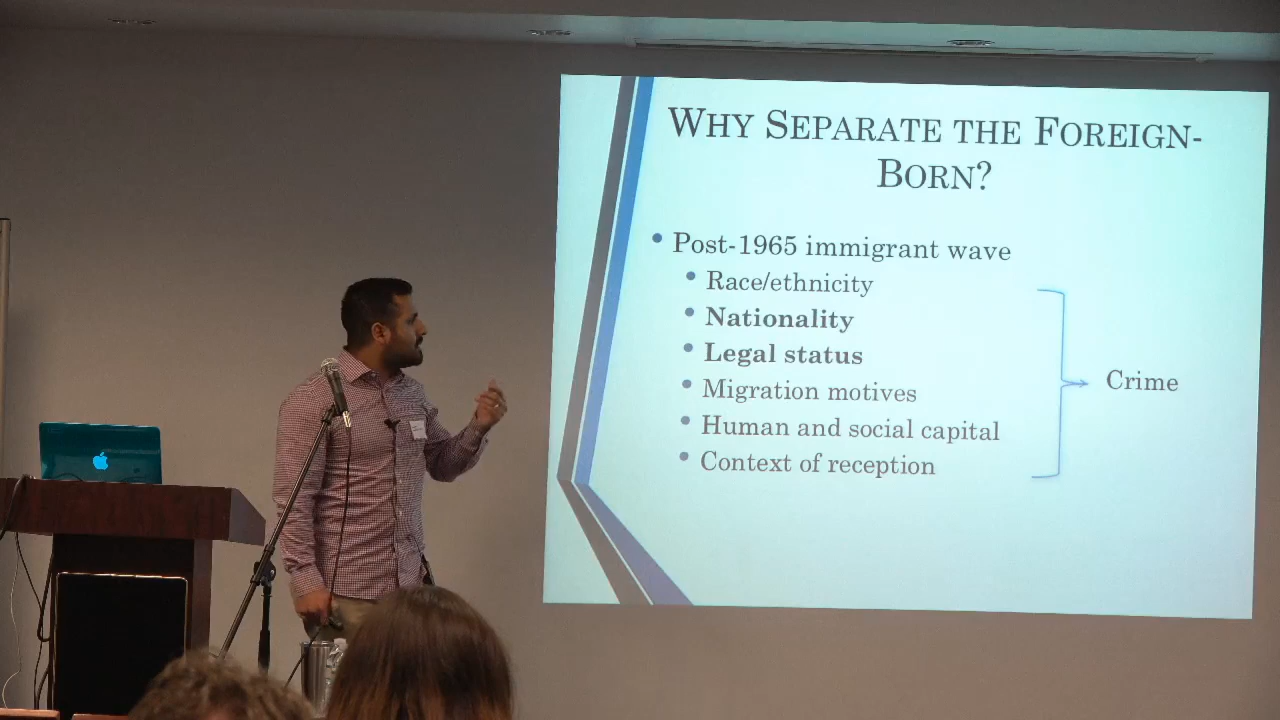 WHY SEPARATE THE FOREIGN-
BORN?
• Post-1965 immigrant wave
• Race/ethnicity
• Nationality
• Legal status
• Migration motives
• Human and social capital
• Context of reception
Crime